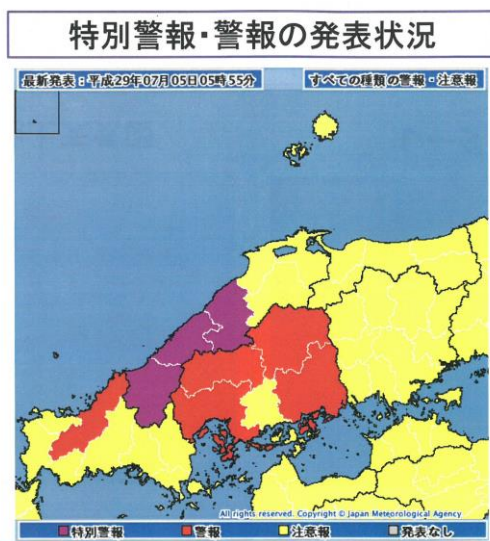 特別警報・警報の発表状況
最新発表：平成29年07月05日05時55分 すべての種類の警報・注意報
All rights reserved. Copyright © Japan Meteorological Agency
特別警報 警報 注意報 発表なし